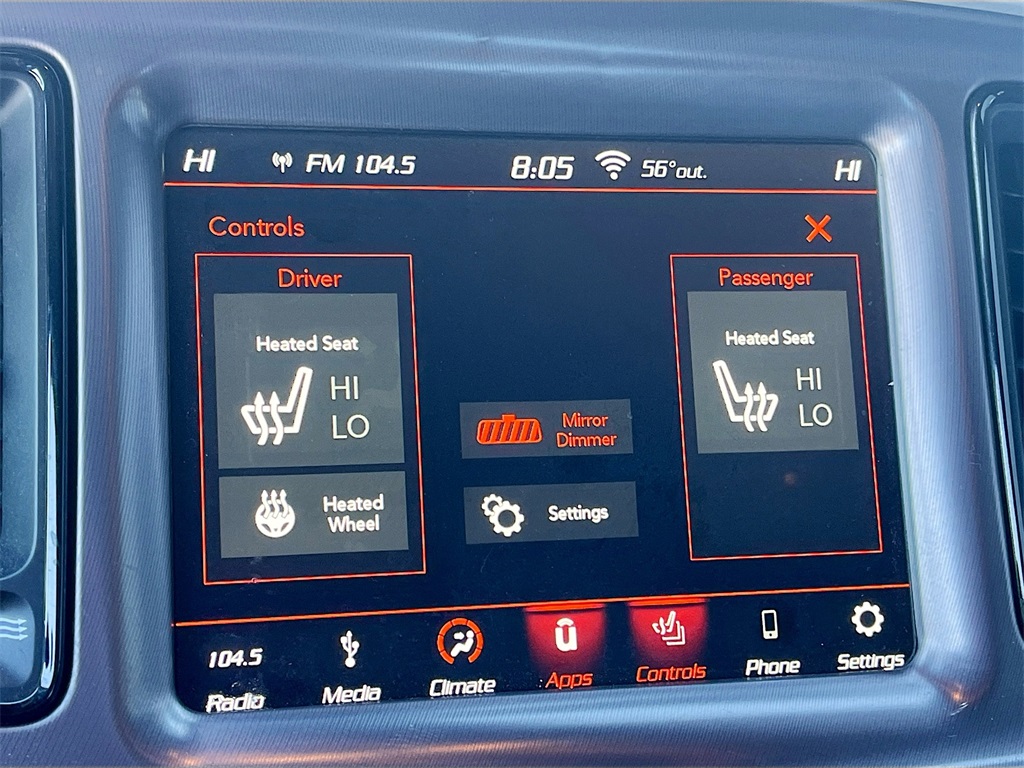 HI FM 104.5 8:05 56°out. HI
Controls
Driver
Heated Seat
HI
LO
Heated
Wheel
Mirror
Dimmer
Settings
Passenger
Heated Seat
HI
LO
104.5
Radio Media Climate Apps Controls Phone Settings